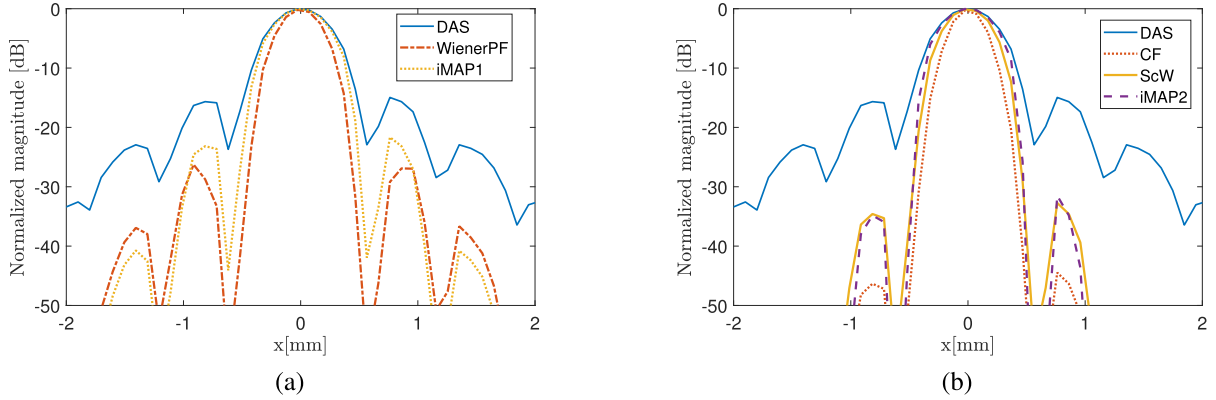 Normalized magnitude [dB]
0
-10
-20
-30
-40
-50
-2
-1
0
1
2
x[mm]
DAS
WienerPF
iMAP1
(a)
Normalized magnitude [dB]
0
-10
-20
-30
-40
-50
-2
-1
0
1
2
x[mm]
DAS
CF
ScW
iMAP2
(b)